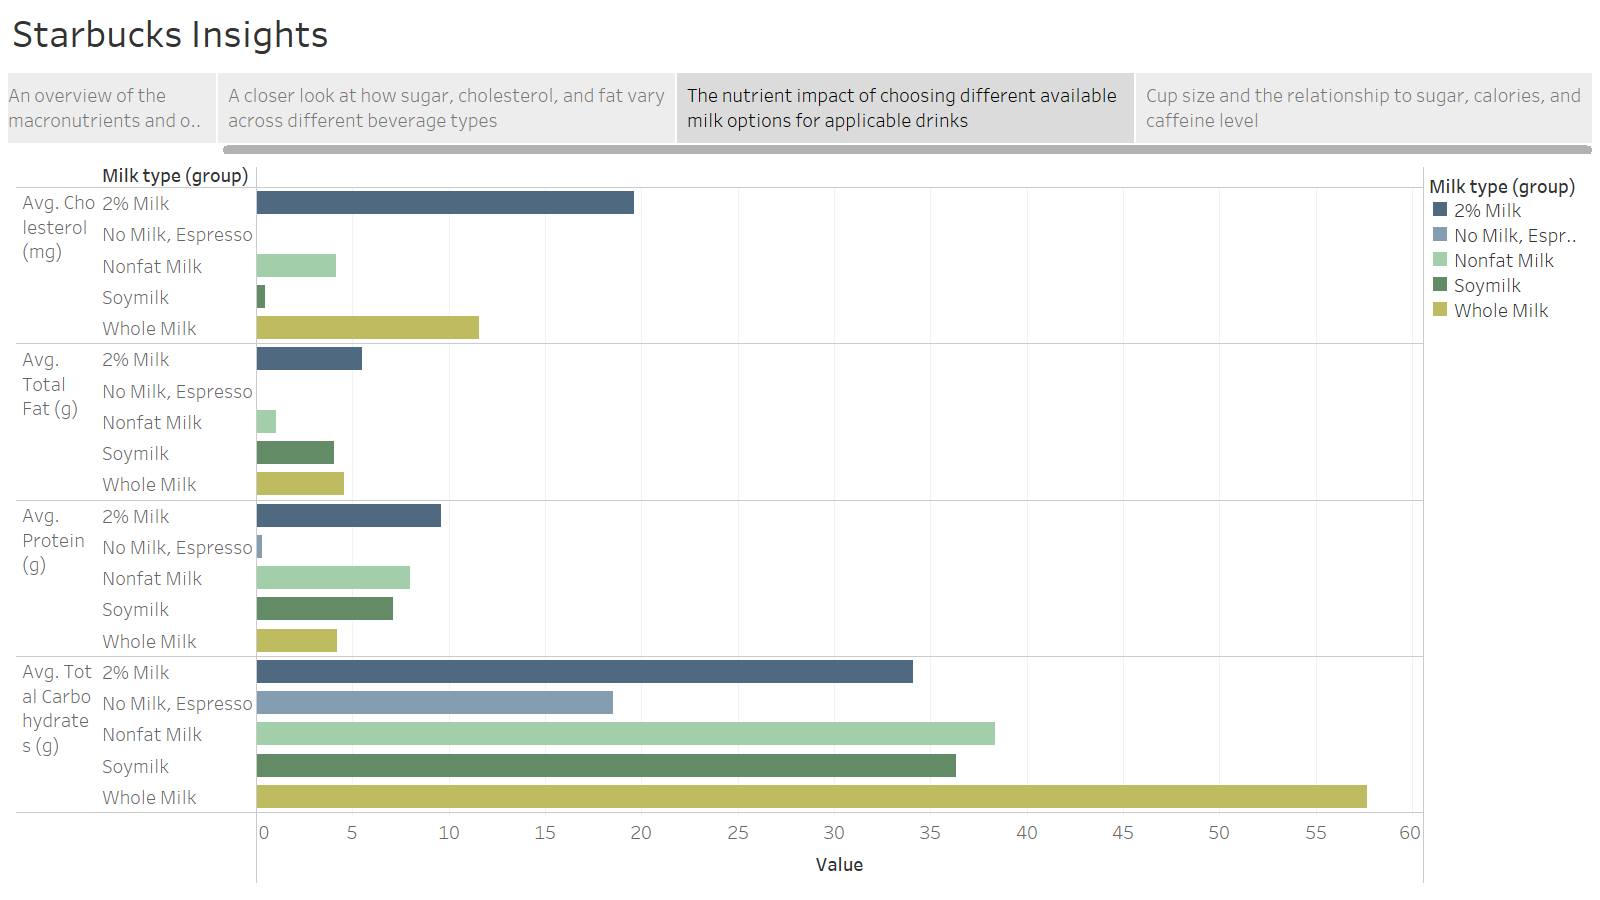 Starbucks Insights
An overview of the
macronutrients and o..
A closer look at how sugar, cholesterol, and fat vary
across different beverage types
The nutrient impact of choosing different available
milk options for applicable drinks
Cup size and the relationship to sugar, calories, and
caffeine level
Milk type (group)
Avg. Cho
lesterol
(mg)
2% Milk
No Milk, Espresso
Nonfat Milk
Soymilk
Whole Milk
Avg.
Total
Fat (g)
2% Milk
No Milk, Espresso
Nonfat Milk
Soymilk
Whole Milk
Avg.
Protein
(g)
2% Milk
No Milk, Espresso
Nonfat Milk
Soymilk
Whole Milk
Avg. Tot
al Carbo
hydrate
s (g)
2% Milk
No Milk, Espresso
Nonfat Milk
Soymilk
Whole Milk
0 5 10 15 20 25 30 35 40 45 50 55 60
Value
Milk type (group)
2% Milk
No Milk, Espr..
Nonfat Milk
Soymilk
Whole Milk